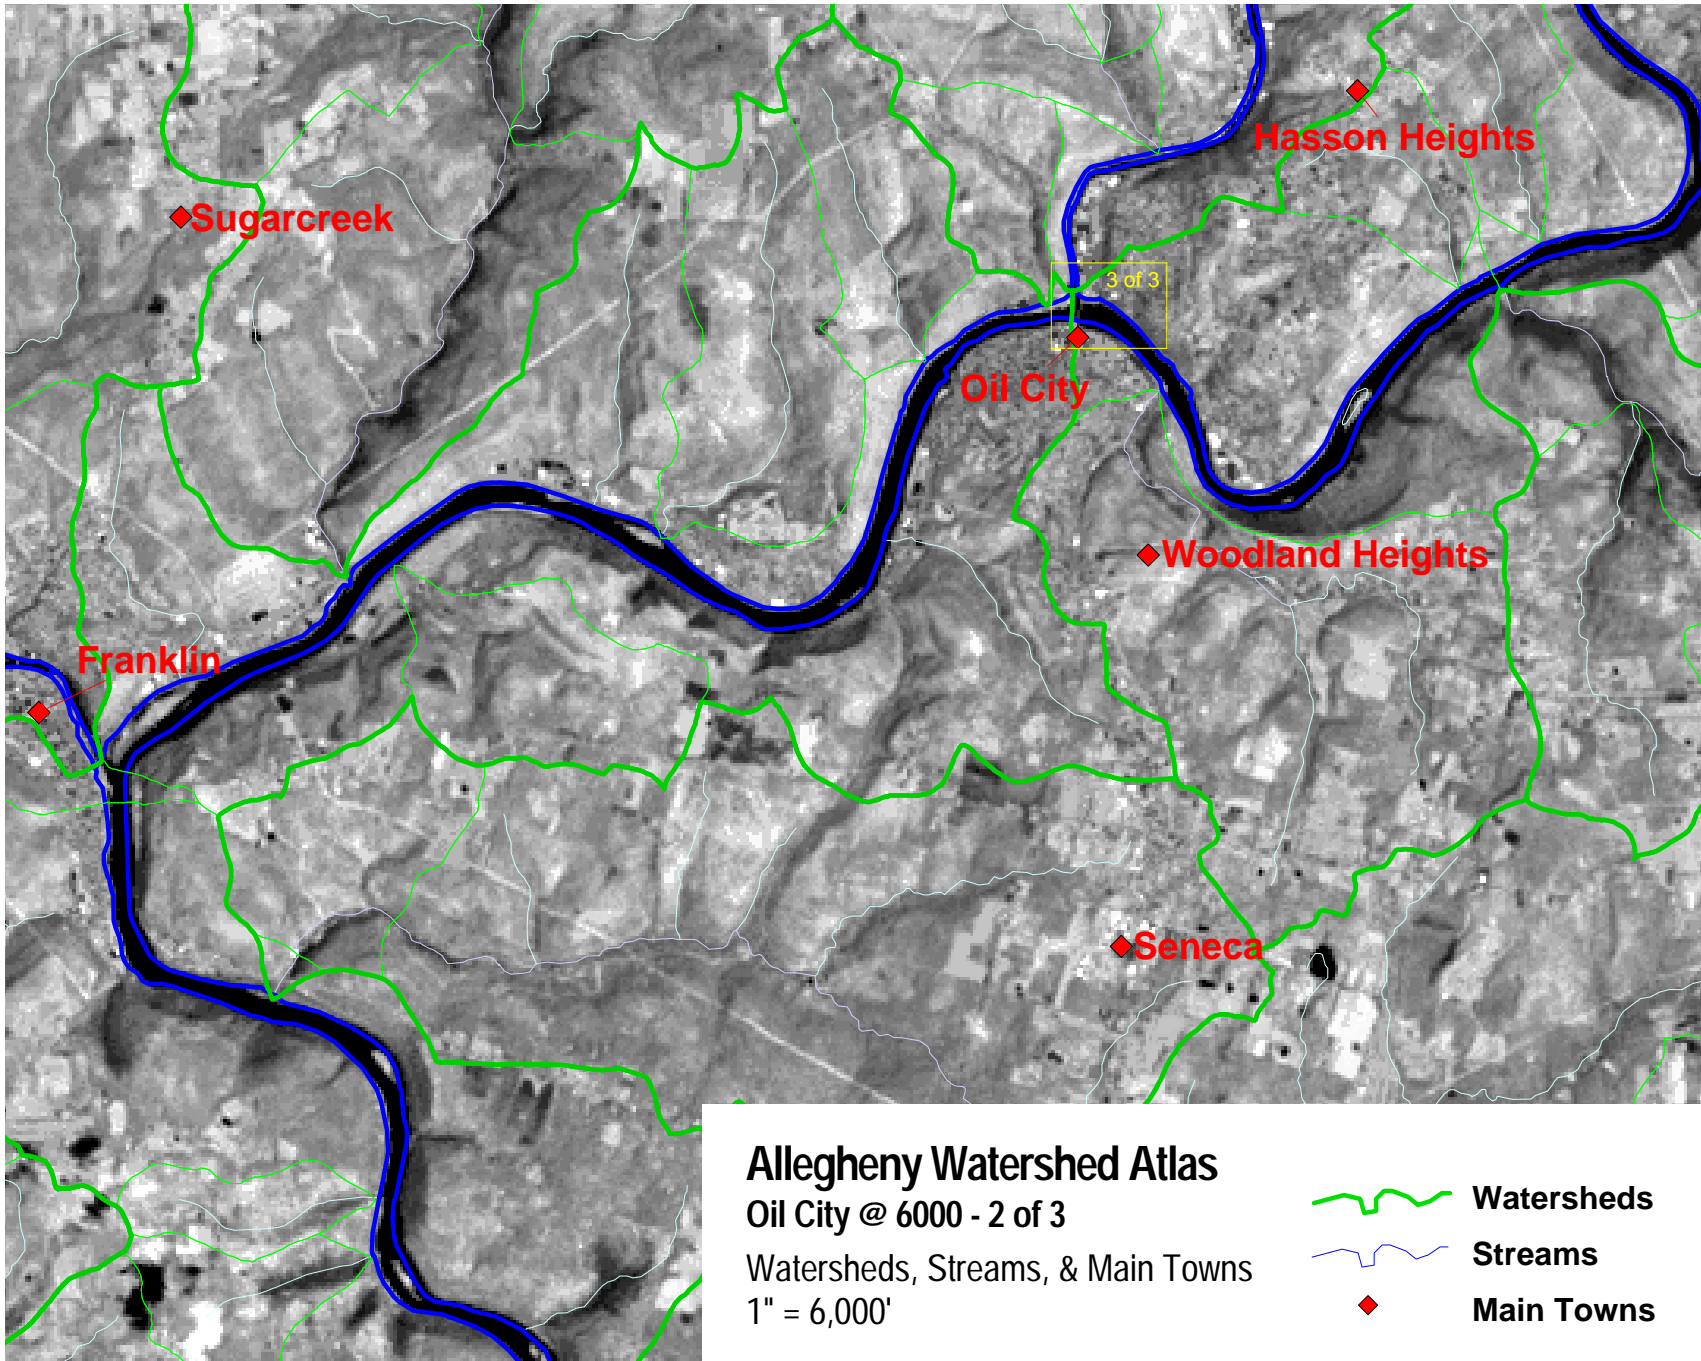 Hasson Heights
Sugarcreek
3 of 3
Oil City
Woodland Heights
Franklin
Seneca
Allegheny Watershed Atlas
Oil City @ 6000 - 2 of 3
Watersheds, Streams, & Main Towns
1" = 6,000'
Watersheds
Streams
Main Towns